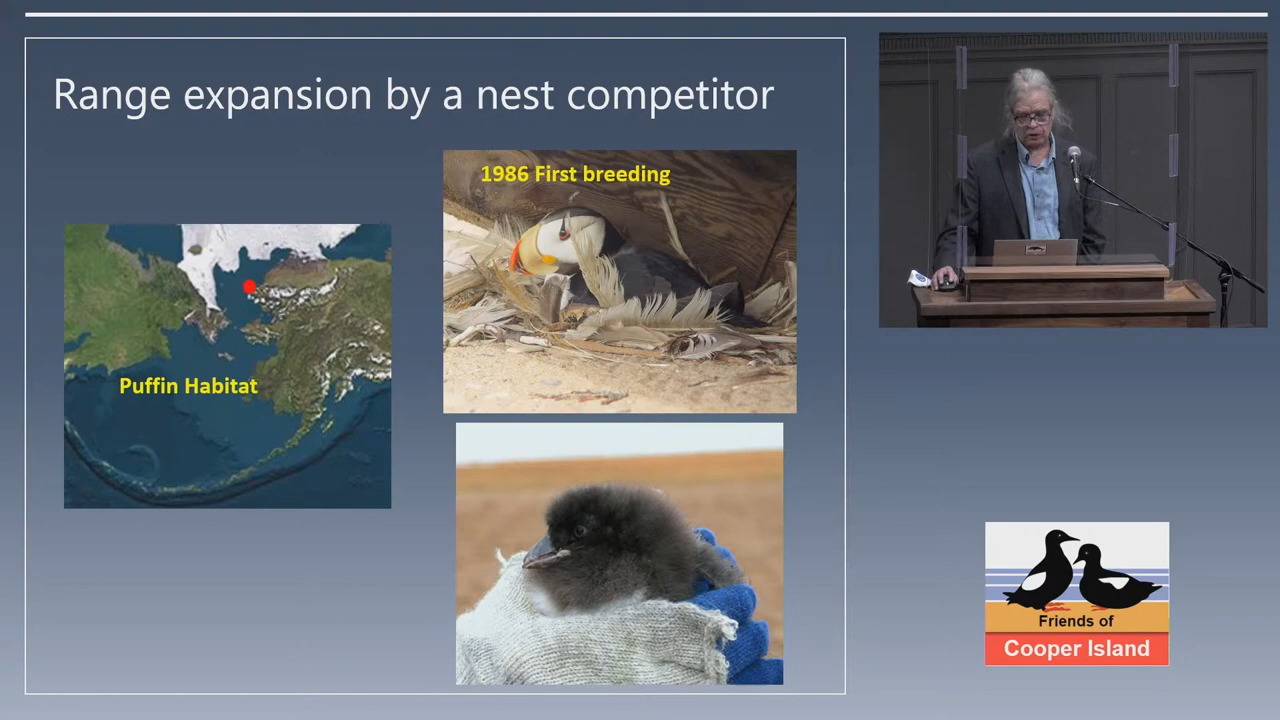 Range expansion by a nest competitor
1986 First breeding
Puffin Habitat
Friends of
Cooper Island